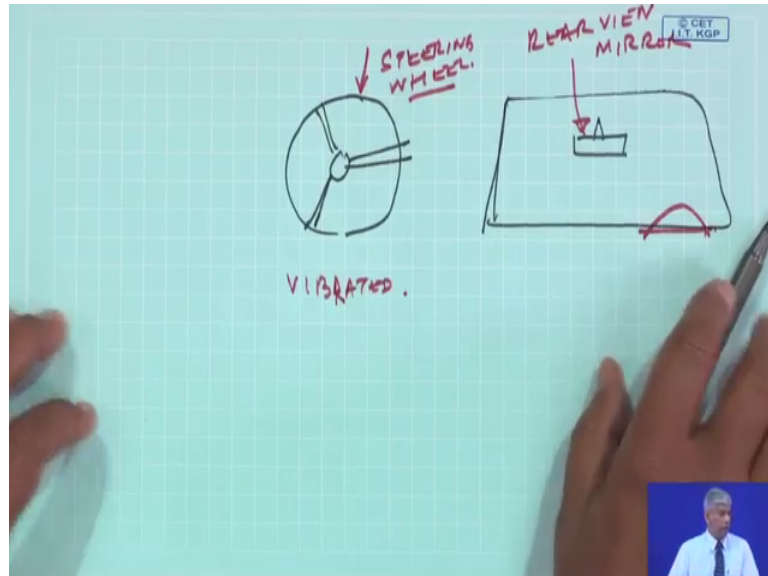 STEERING
WHEEL.
REAR VIEW
MIRROR
© CET
I.I.T. KGP
VIBRATED.